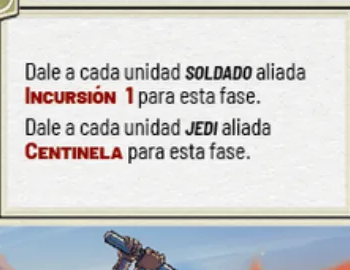 Dale a cada unidad SOLDADO aliada
INCURSIÓN 1 para esta fase.
Dale a cada unidad JEDI aliada
CENTINELA para esta fase.